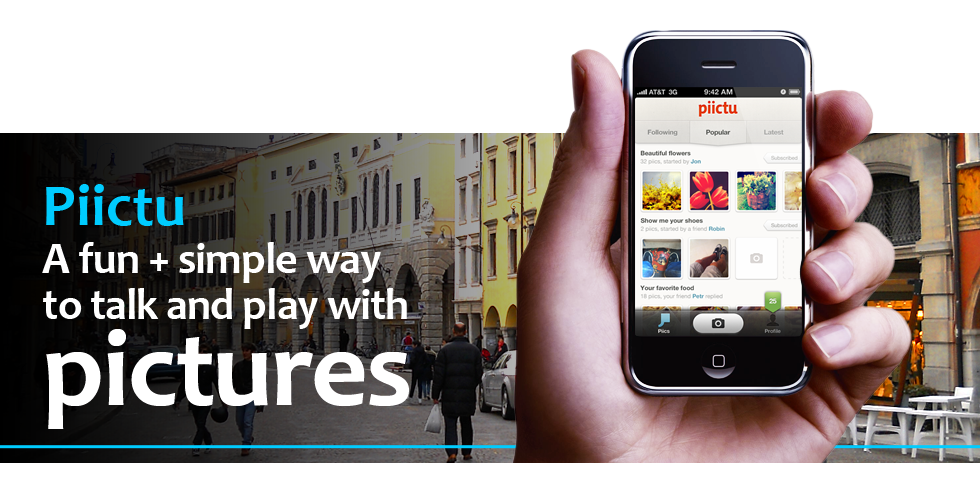 Piictu
A fun + simple way
to talk and play with
pictures
AT&T 3G 9:42 AM
piictu
Following Popular Latest
Beautiful flowers
32 pics, started by Jon
Subscribed
Show me your shoes
2 pics, started by a friend Robin
Subscribed
Your favorite food
18 pics, your friend Petr replied
25
Piics Profile